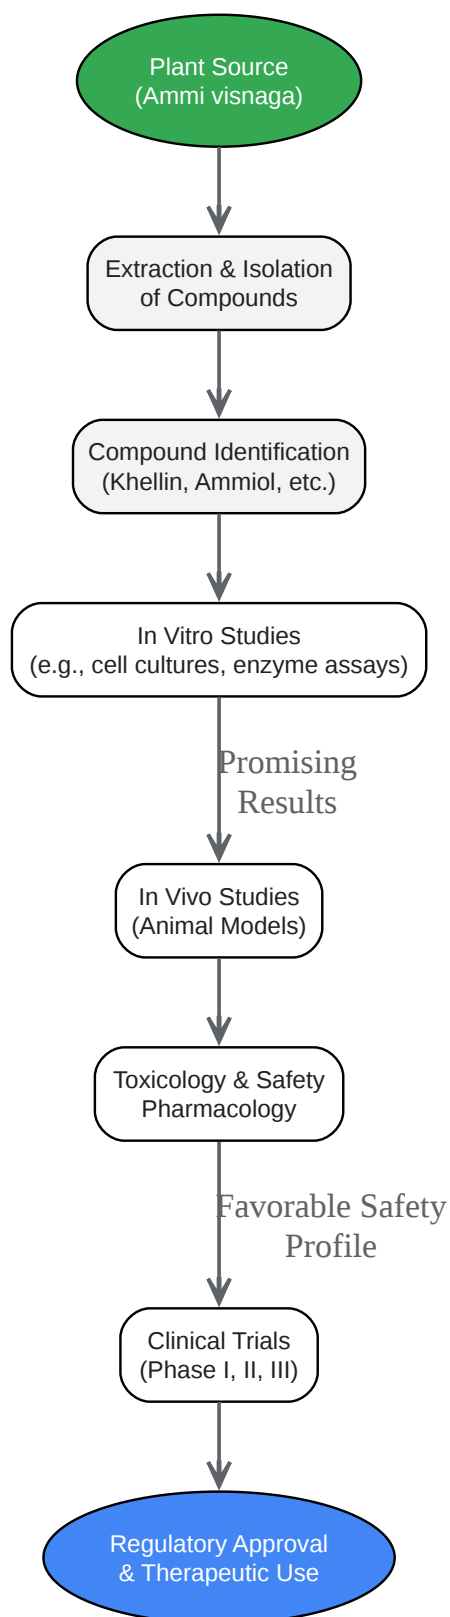 Plant Source
(Ammi visnaga)
Extraction & Isolation
of Compounds
Compound Identification
(Khellin, Ammiol, etc.)
In Vitro Studies
(e.g., cell cultures, enzyme assays)
Promising
Results
In Vivo Studies
(Animal Models)
Toxicology & Safety
Pharmacology
Favorable Safety
Profile
Clinical Trials
(Phase I, II, III)
Regulatory Approval
& Therapeutic Use